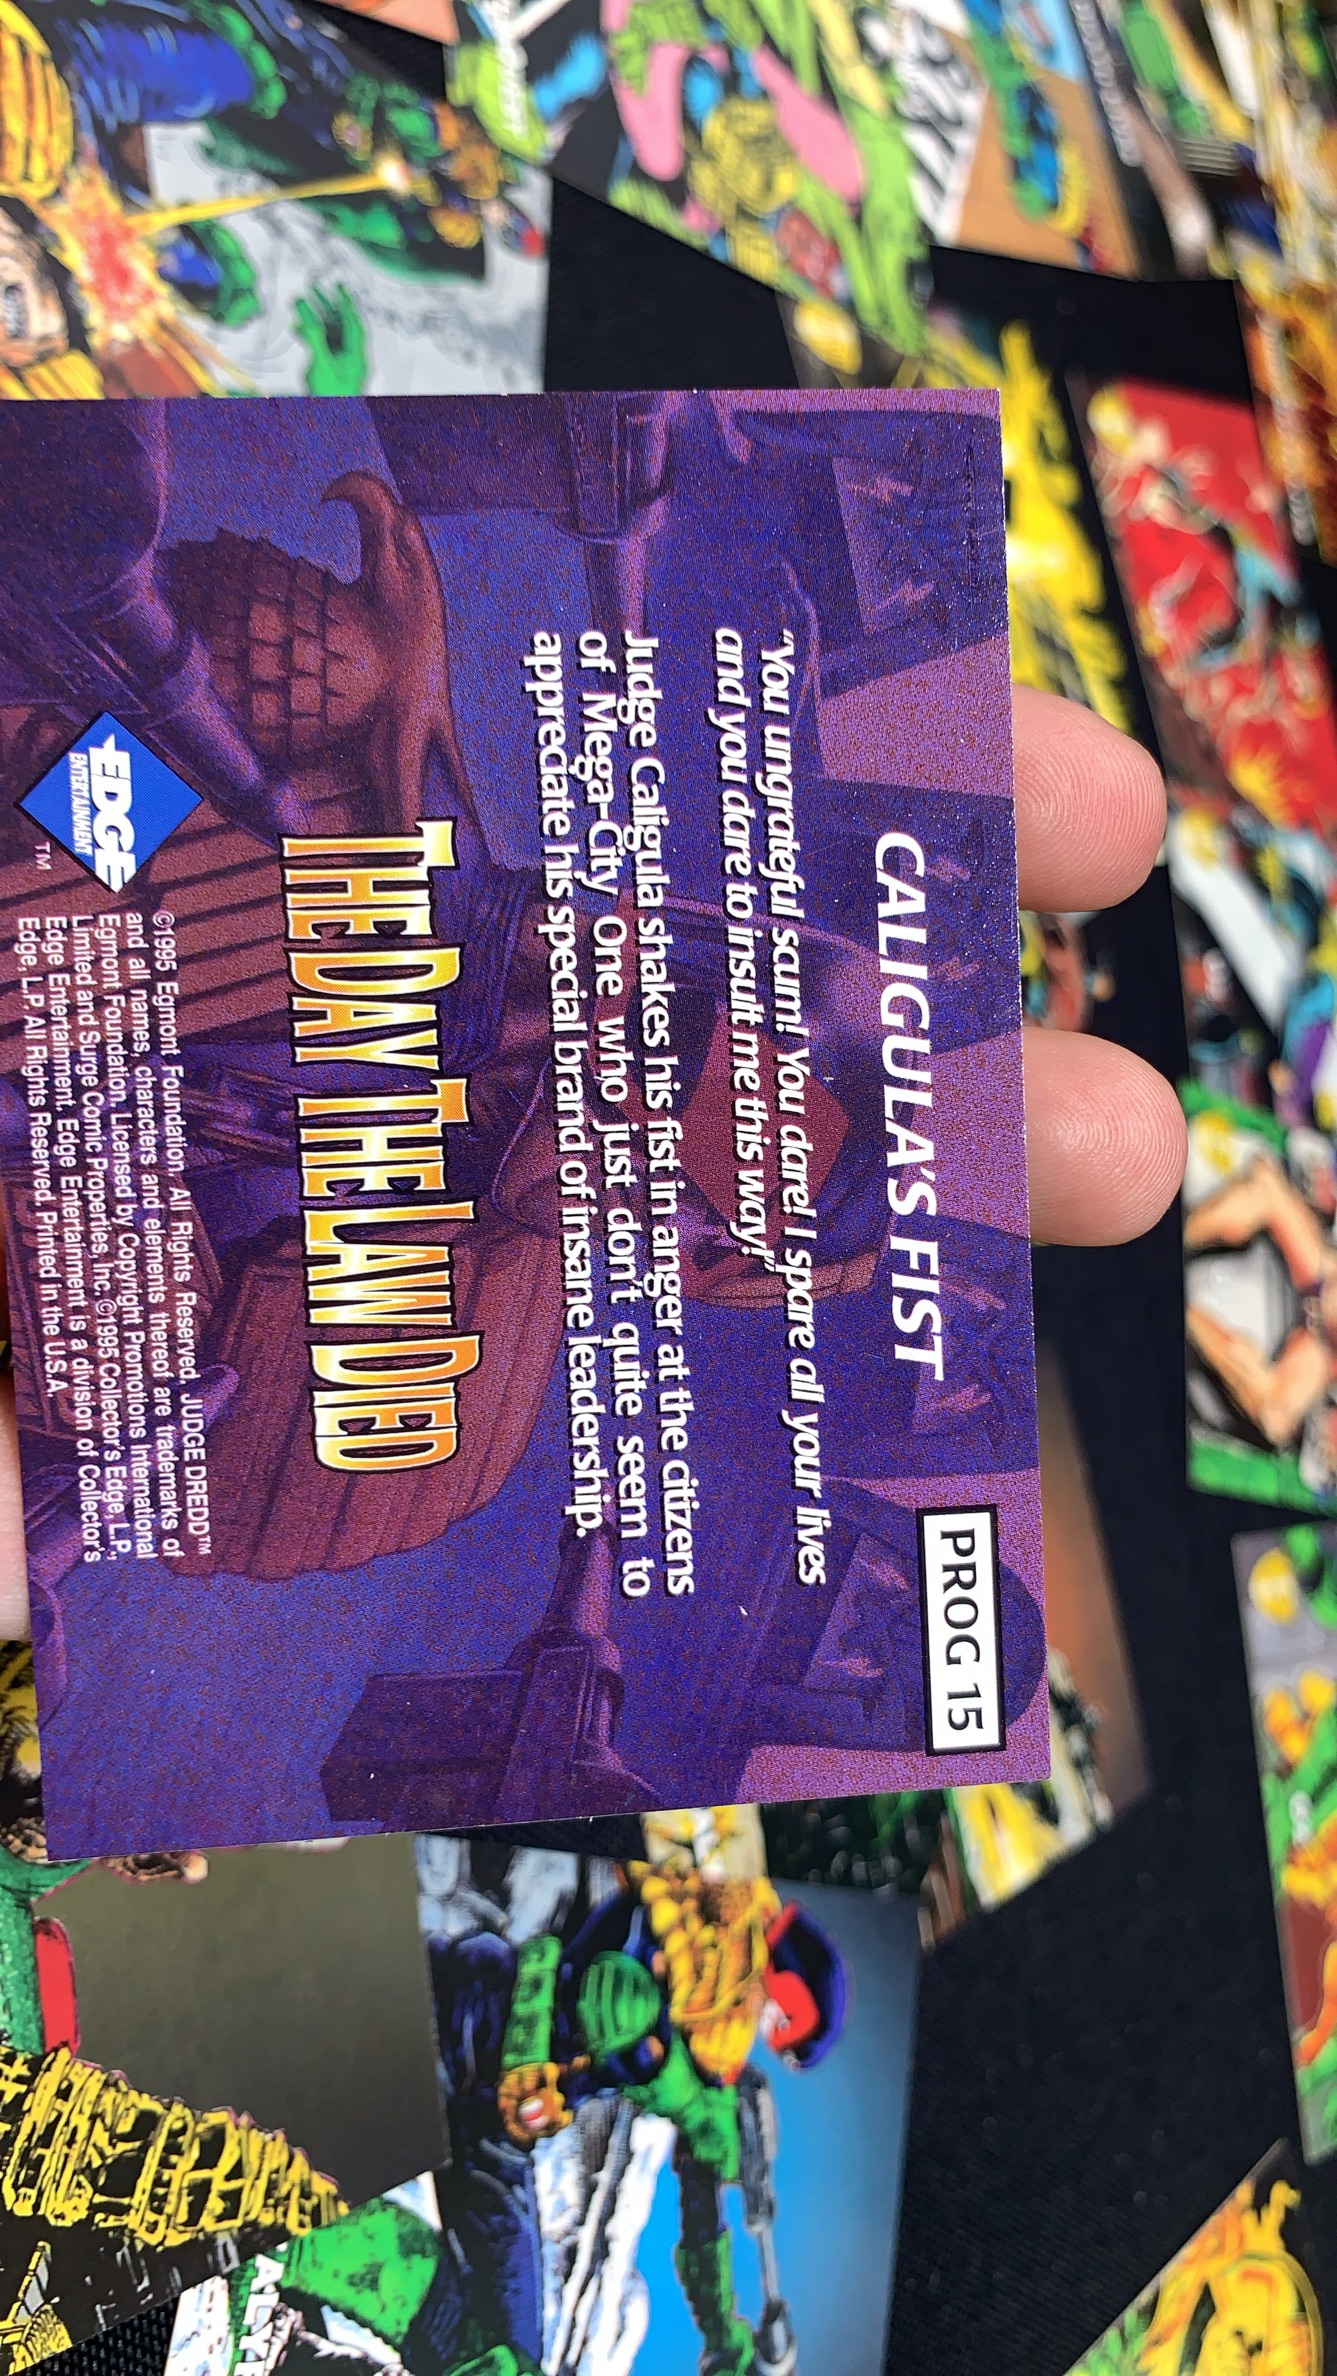 PROG 15
CALIGULA'S FIST
"You ungrateful scum! You dare! I spare all your lives
and you dare to insult me this way!"
Judge Caligula shakes his fist in anger at the citizens
of Mega-City One who just don't quite seem to
appreciate his special brand of insane leadership.
THE DAY THE LAW DIED
EDGE
ENTERTAINMENT
TM
©1995 Egmont Foundation. All Rights Reserved. JUDGE DREDD™
and all names, characters and elements thereof are trademarks of
Egmont Foundation. Licensed by Copyright Promotions International
Limited and Surge Comic Properties, Inc. ©1995 Collector's Edge, L.P.,
Edge Entertainment. Edge Entertainment is a division of Collector's
Edge, L.P. All Rights Reserved. Printed in the U.S.A.